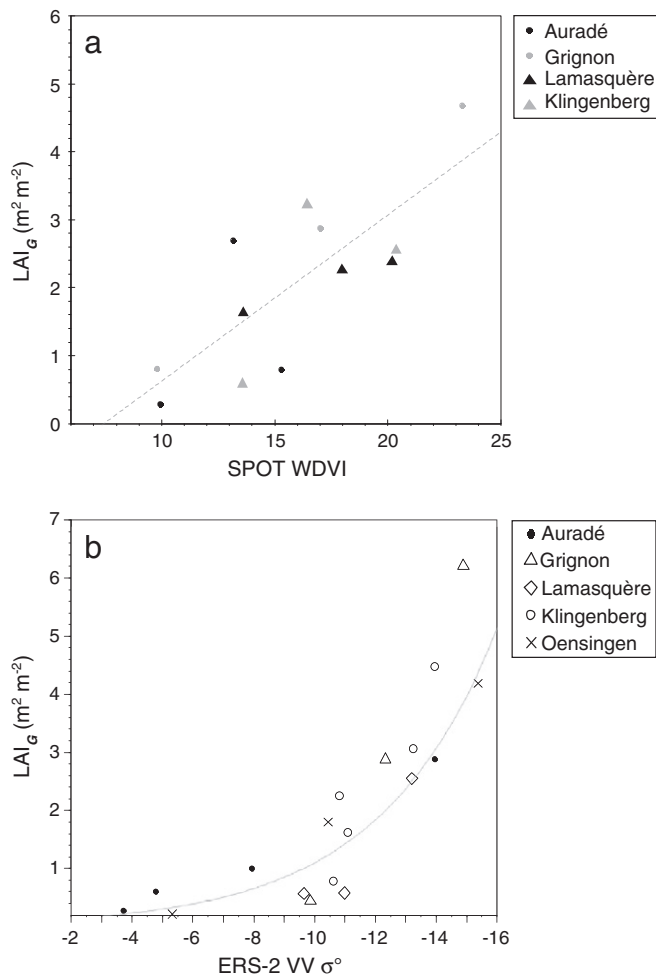 a
6
5
4
3
2
1
0
LAI_G (m² m⁻²)
10 15 20 25
SPOT WDVI
Auradé
Grignon
Lamasquère
Klingenberg
b
7
6
5
4
3
2
1
LAI_G (m² m⁻²)
-2 -4 -6 -8 -10 -12 -14 -16
ERS-2 VV σ°
Auradé
Grignon
Lamasquère
Klingenberg
Oensingen